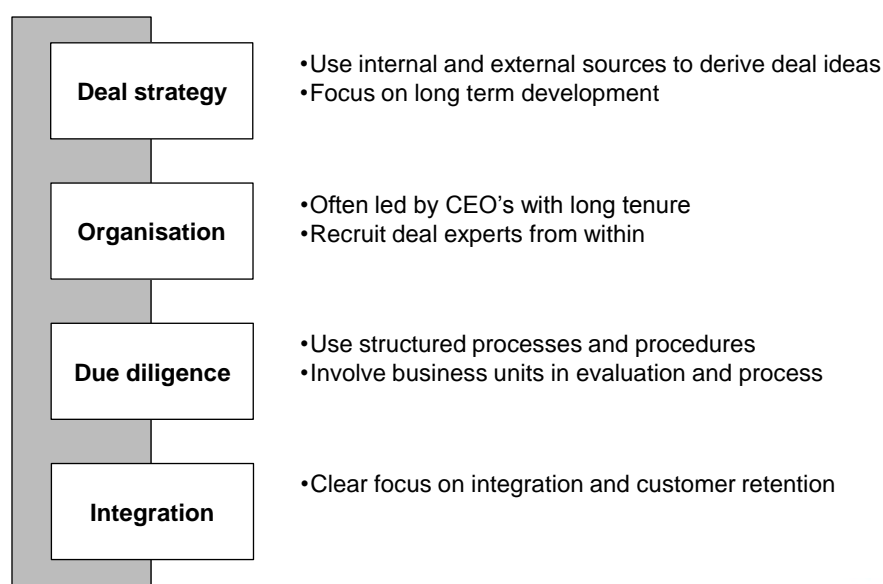 Deal strategy
•Use internal and external sources to derive deal ideas
•Focus on long term development
Organisation
•Often led by CEO’s with long tenure
•Recruit deal experts from within
Due diligence
•Use structured processes and procedures
•Involve business units in evaluation and process
Integration
•Clear focus on integration and customer retention